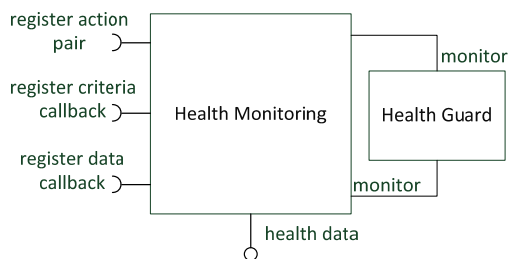 register action
pair
register criteria
callback
register data
callback
Health Monitoring
monitor
Health Guard
monitor
health data